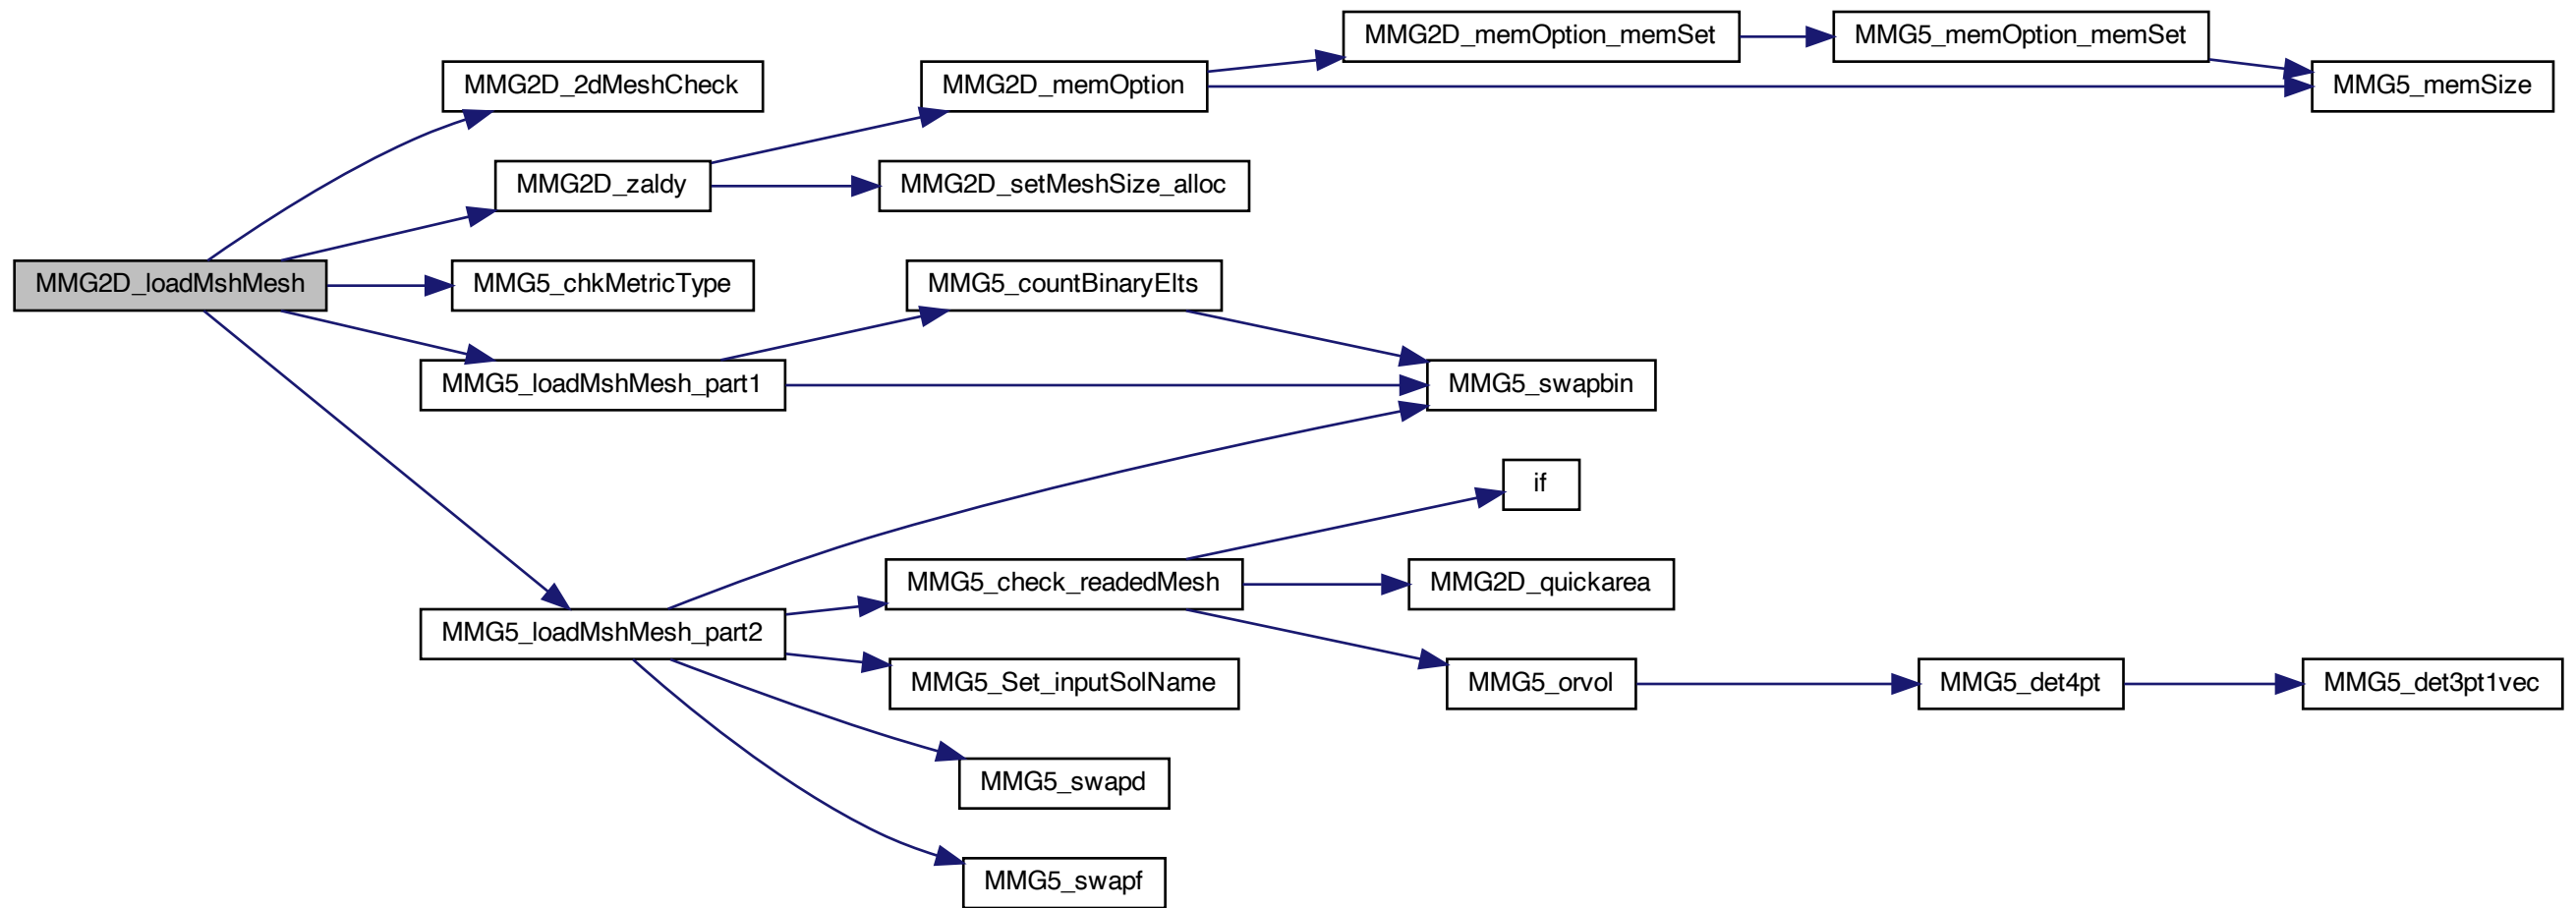 MMG2D_memOption_memSet
MMG5_memOption_memSet
MMG2D_2dMeshCheck
MMG2D_memOption
MMG5_memSize
MMG2D_zaldy
MMG2D_setMeshSize_alloc
MMG2D_loadMshMesh
MMG5_chkMetricType
MMG5_countBinaryElts
MMG5_loadMshMesh_part1
MMG5_swapbin
if
MMG5_check_readedMesh
MMG2D_quickarea
MMG5_loadMshMesh_part2
MMG5_Set_inputSolName
MMG5_orvol
MMG5_det4pt
MMG5_det3pt1vec
MMG5_swapd
MMG5_swapf